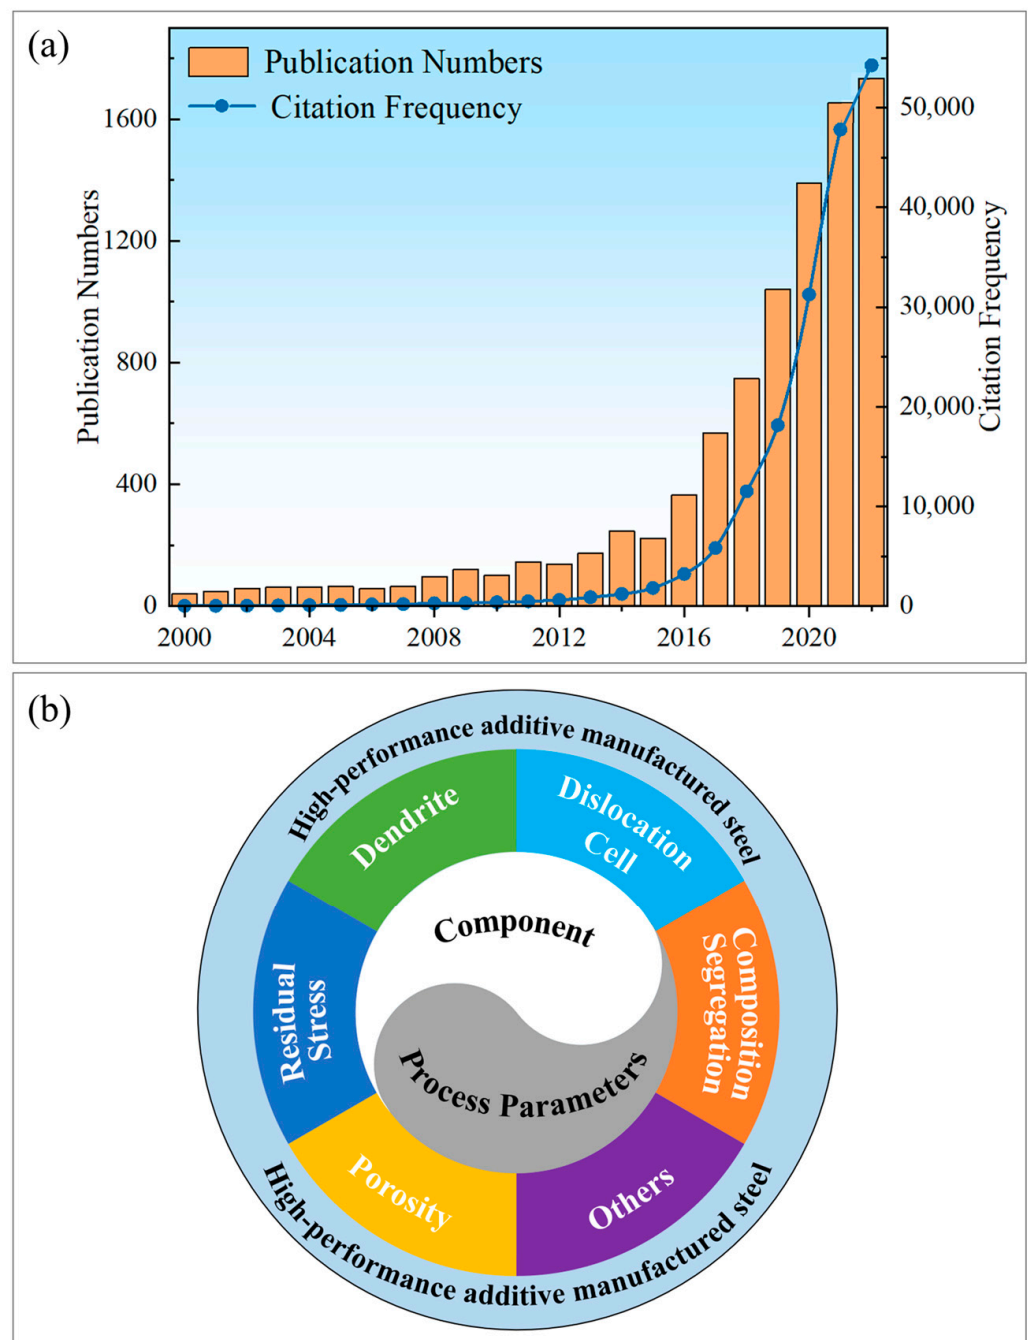 (a)
Publication Numbers
Citation Frequency
Publication Numbers
1600
1200
800
400
0
50,000
40,000
30,000
20,000
10,000
0
Citation Frequency
2000 2004 2008 2012 2016 2020
(b)
High-performance additive manufactured steel
Dendrite
Dislocation
Cell
Component
Residual
Stress
Composition
Segregation
Process Parameters
Porosity
Others
High-performance additive manufactured steel